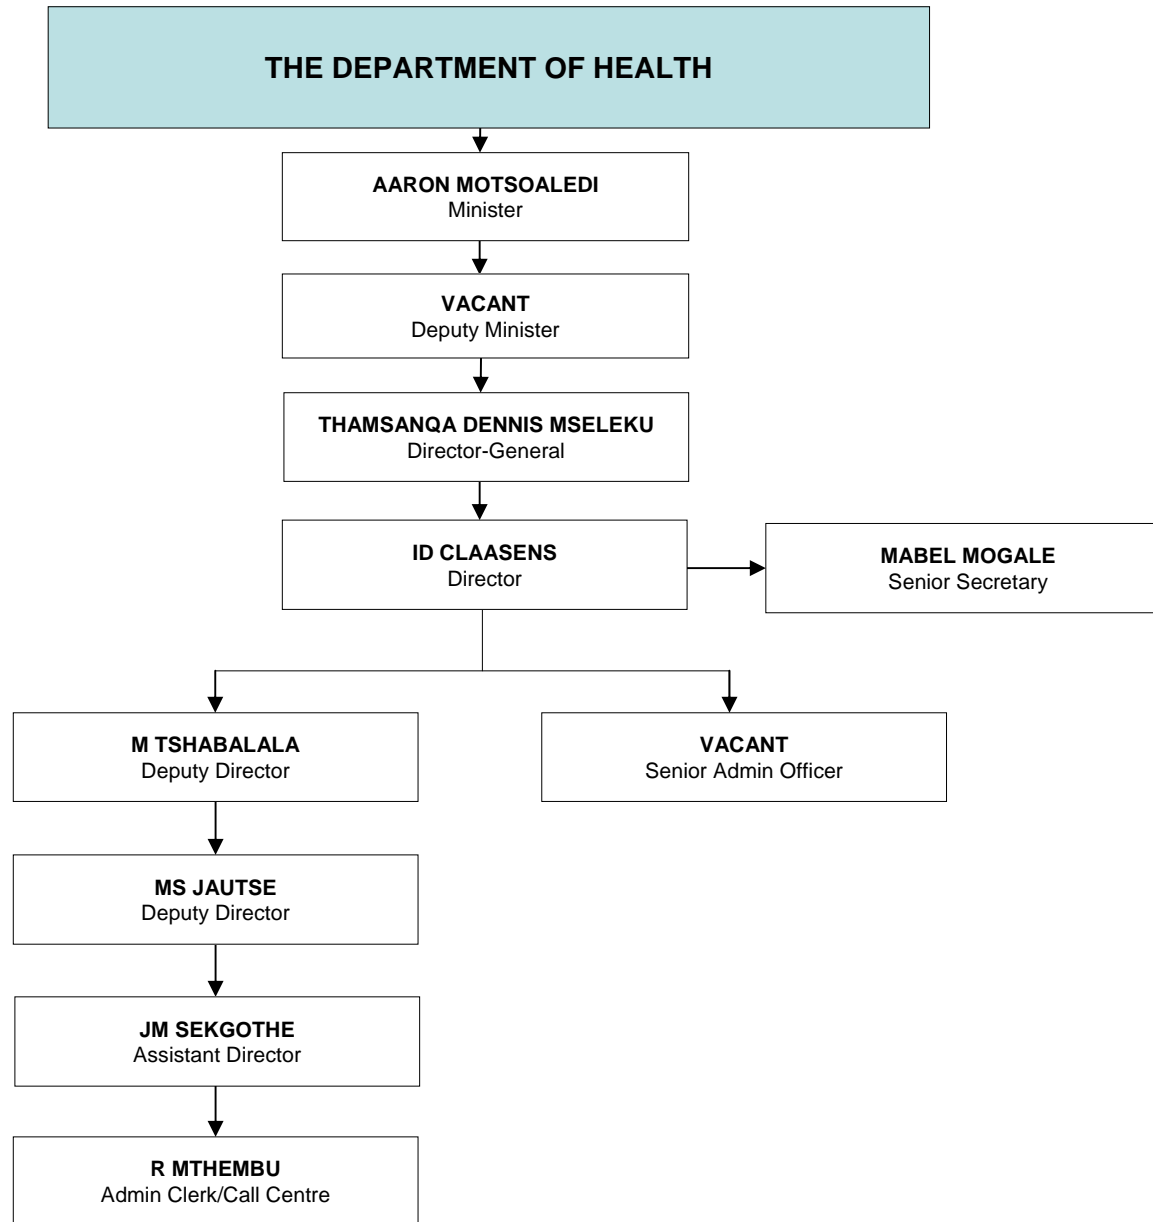 THE DEPARTMENT OF HEALTH
AARON MOTSOALEDI
Minister
VACANT
Deputy Minister
THAMSANQA DENNIS MSELEKU
Director-General
ID CLAASENS
Director
MABEL MOGALE
Senior Secretary
M TSHABALALA
Deputy Director
VACANT
Senior Admin Officer
MS JAUTSE
Deputy Director
JM SEKGOTHE
Assistant Director
R MTHEMBU
Admin Clerk/Call Centre